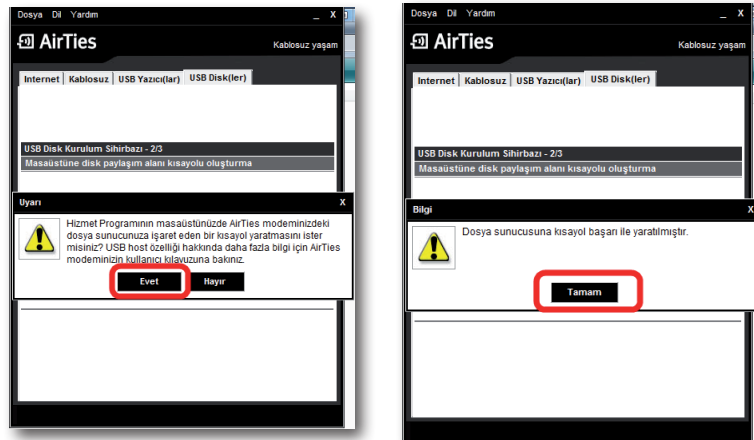 Dosya Dil Yardım _ X
AirTies
Kablosuz yaşam
Internet Kablosuz USB Yazıcı(lar) USB Disk(ler)
USB Disk Kurulum Sihirbazı - 2/3
Masaüstüne disk paylaşım alanı kısayolu oluşturma
Uyarı X
Hizmet Programının masaüstünüzde AirTies modeminizdeki
dosya sunucunuza işaret eden bir kısayol yaratmasını ister
misiniz? USB host özelliği hakkında daha fazla bilgi için AirTies
modeminizin kullanıcı kılavuzuna bakınız.
Evet Hayır
Dosya Dil Yardım _ X
AirTies
Kablosuz yaşam
Internet Kablosuz USB Yazıcı(lar) USB Disk(ler)
USB Disk Kurulum Sihirbazı - 2/3
Masaüstüne disk paylaşım alanı kısayolu oluşturma
Bilgi X
Dosya sunucusuna kısayol başarı ile yaratılmıştır.
Tamam